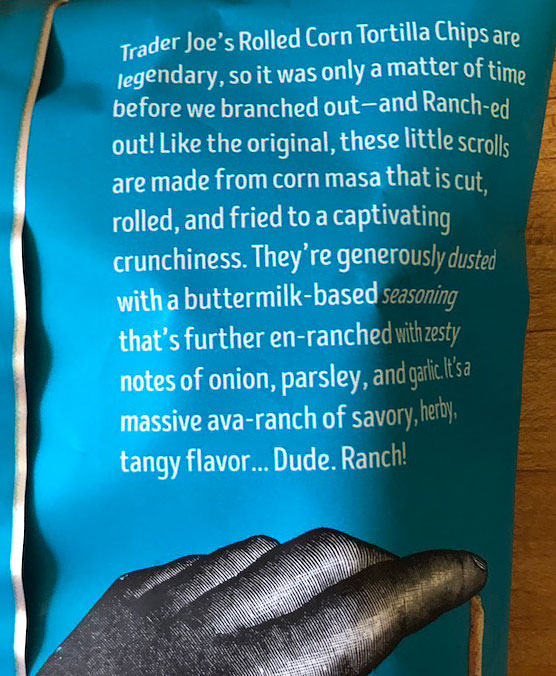 Trader Joe's Rolled Corn Tortilla Chips are
legendary, so it was only a matter of time
before we branched out—and Ranch-ed
out! Like the original, these little scrolls
are made from corn masa that is cut,
rolled, and fried to a captivating
crunchiness. They're generously dusted
with a buttermilk-based seasoning
that's further en-ranched with zesty
notes of onion, parsley, and garlic. It's a
massive ava-ranch of savory, herby,
tangy flavor... Dude. Ranch!